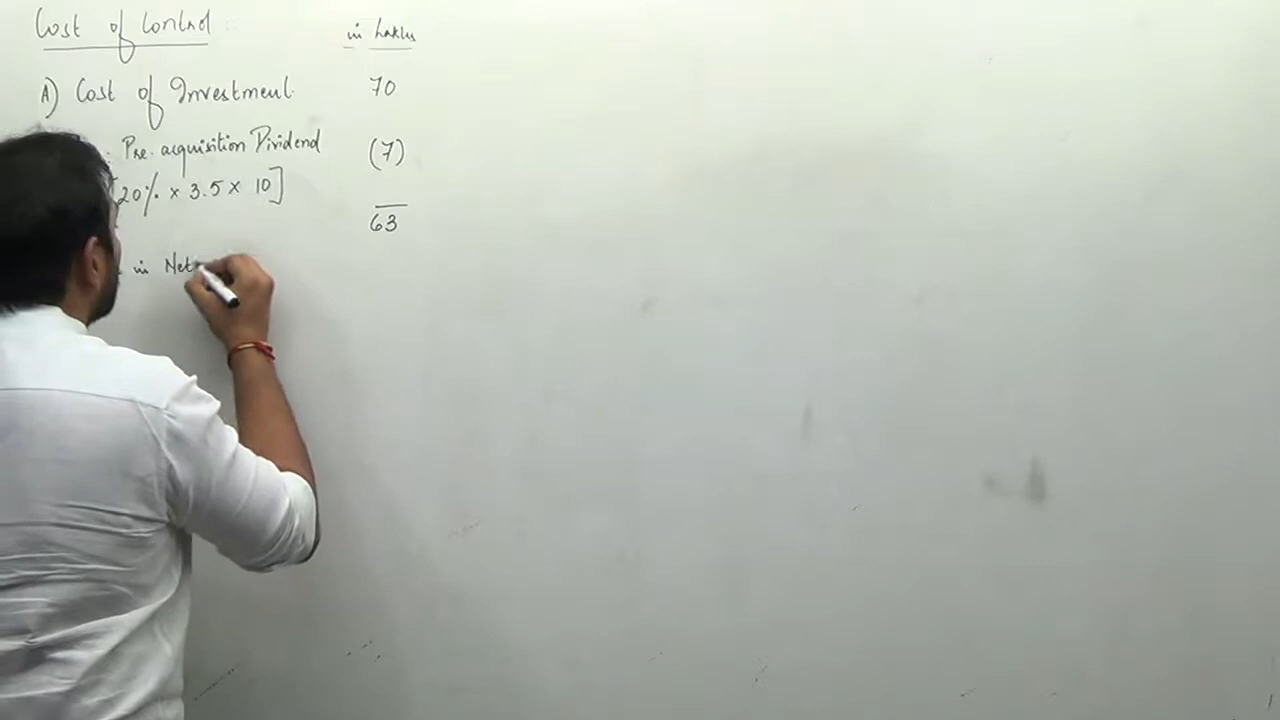 Cost of Control
in Lakhs
A) Cost of Investment 70
Pre-acquisition Dividend (7)
20% × 3.5 × 10]
63
in Net